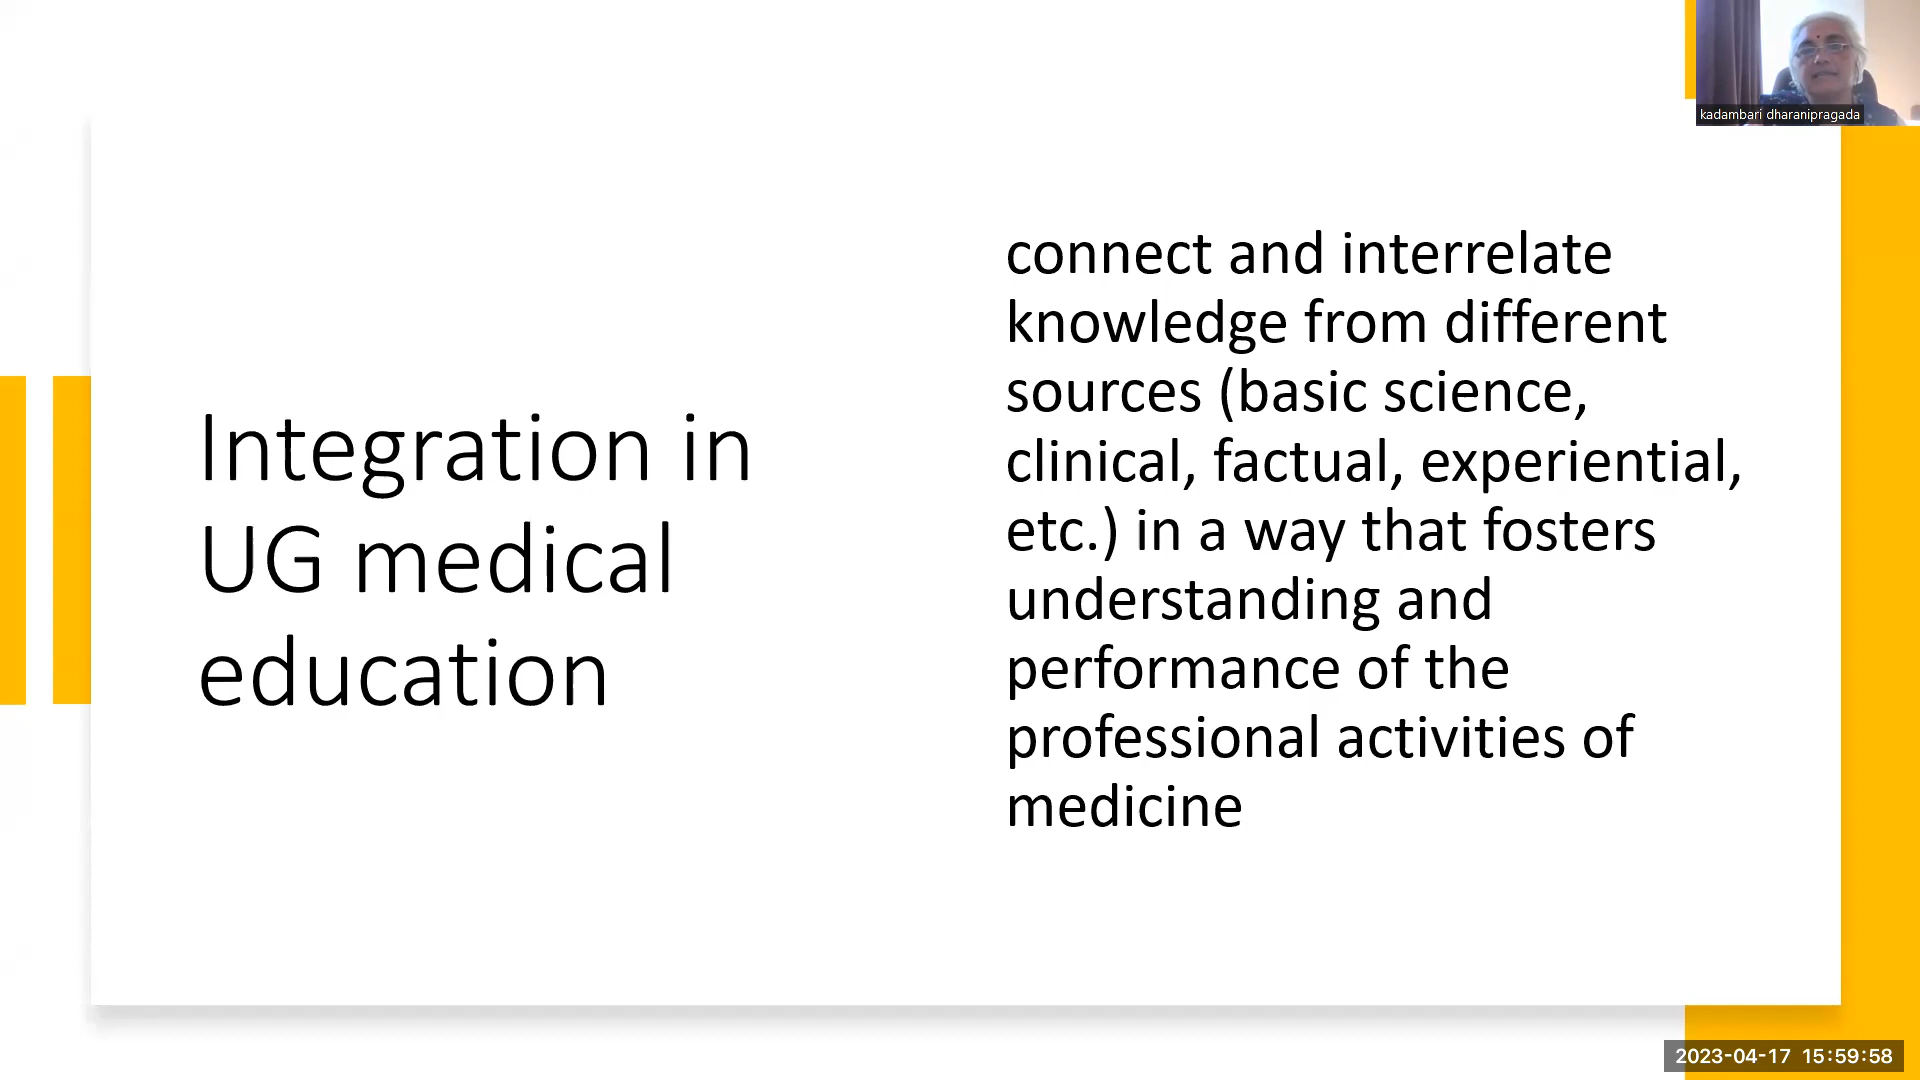 kadambari dharanipragada
Integration in
UG medical
education
connect and interrelate
knowledge from different
sources (basic science,
clinical, factual, experiential,
etc.) in a way that fosters
understanding and
performance of the
professional activities of
medicine
2023-04-17 15:59:58